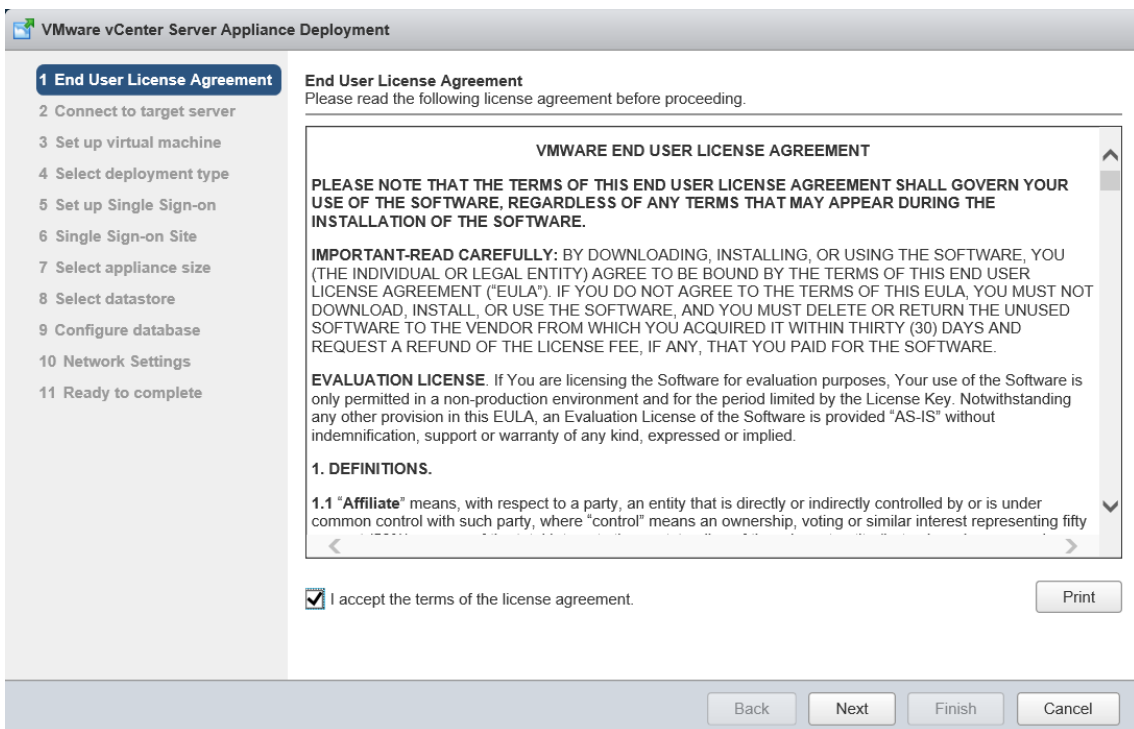 VMware vCenter Server Appliance Deployment
1 End User License Agreement
2 Connect to target server
3 Set up virtual machine
4 Select deployment type
5 Set up Single Sign-on
6 Single Sign-on Site
7 Select appliance size
8 Select datastore
9 Configure database
10 Network Settings
11 Ready to complete
End User License Agreement
Please read the following license agreement before proceeding.
VMWARE END USER LICENSE AGREEMENT
PLEASE NOTE THAT THE TERMS OF THIS END USER LICENSE AGREEMENT SHALL GOVERN YOUR
USE OF THE SOFTWARE, REGARDLESS OF ANY TERMS THAT MAY APPEAR DURING THE
INSTALLATION OF THE SOFTWARE.
IMPORTANT-READ CAREFULLY: BY DOWNLOADING, INSTALLING, OR USING THE SOFTWARE, YOU
(THE INDIVIDUAL OR LEGAL ENTITY) AGREE TO BE BOUND BY THE TERMS OF THIS END USER
LICENSE AGREEMENT (“EULA”). IF YOU DO NOT AGREE TO THE TERMS OF THIS EULA, YOU MUST NOT
DOWNLOAD, INSTALL, OR USE THE SOFTWARE, AND YOU MUST DELETE OR RETURN THE UNUSED
SOFTWARE TO THE VENDOR FROM WHICH YOU ACQUIRED IT WITHIN THIRTY (30) DAYS AND
REQUEST A REFUND OF THE LICENSE FEE, IF ANY, THAT YOU PAID FOR THE SOFTWARE.
EVALUATION LICENSE. If You are licensing the Software for evaluation purposes, Your use of the Software is
only permitted in a non-production environment and for the period limited by the License Key. Notwithstanding
any other provision in this EULA, an Evaluation License of the Software is provided “AS-IS” without
indemnification, support or warranty of any kind, expressed or implied.
1. DEFINITIONS.
1.1 “Affiliate” means, with respect to a party, an entity that is directly or indirectly controlled by or is under
common control with such party, where “control” means an ownership, voting or similar interest representing fifty
I accept the terms of the license agreement.
Print
Back
Next
Finish
Cancel